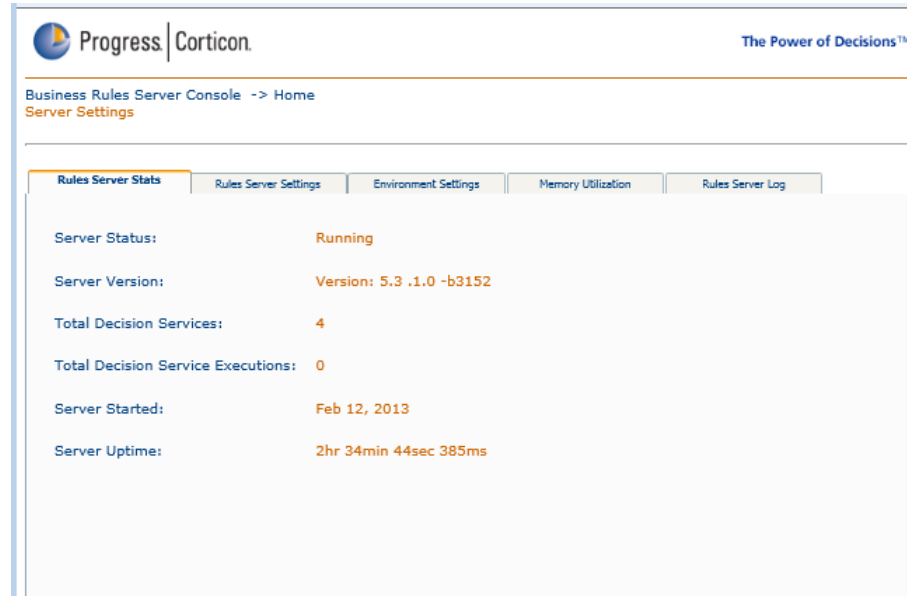 Progress. Corticon.
The Power of Decisions™
Business Rules Server Console -> Home
Server Settings
Rules Server Stats Rules Server Settings Environment Settings Memory Utilization Rules Server Log
Server Status: Running
Server Version: Version: 5.3 .1.0 -b3152
Total Decision Services: 4
Total Decision Service Executions: 0
Server Started: Feb 12, 2013
Server Uptime: 2hr 34min 44sec 385ms